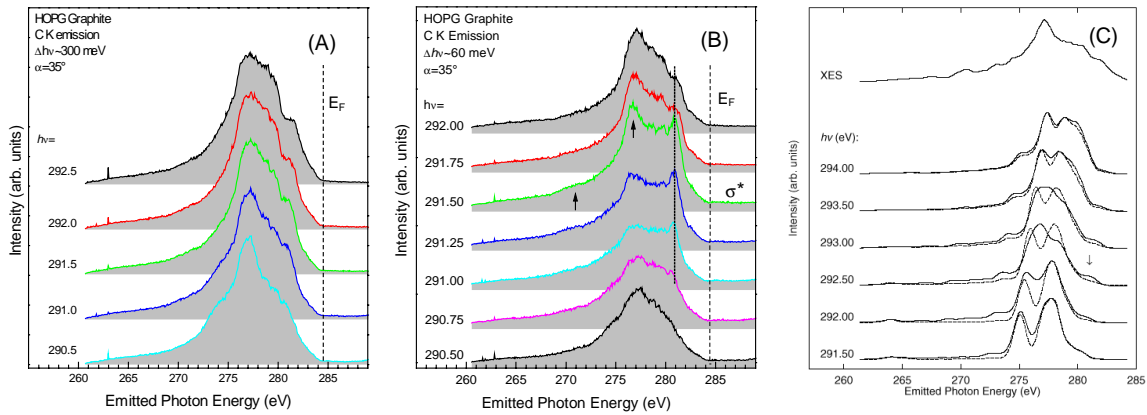 HOPG Graphite
C K emission
Δhν~300 meV
α=35°
(A)
E_F
hν=
292.5
292.0
291.5
291.0
290.5
Intensity (arb. units)
260 265 270 275 280 285
Emitted Photon Energy (eV)
HOPG Graphite
C K Emission
Δhν~60 meV
α=35°
(B)
E_F
hν=
292.00
291.75
σ*
291.50
291.25
291.00
290.75
290.50
Intensity (arb. units)
260 265 270 275 280 285
Emitted Photon Energy (eV)
(C)
XES
hν (eV):
294.00
293.50
293.00
292.50
292.00
291.50
Intensity (arb. units)
260 265 270 275 280 285
Emitted Photon Energy (eV)